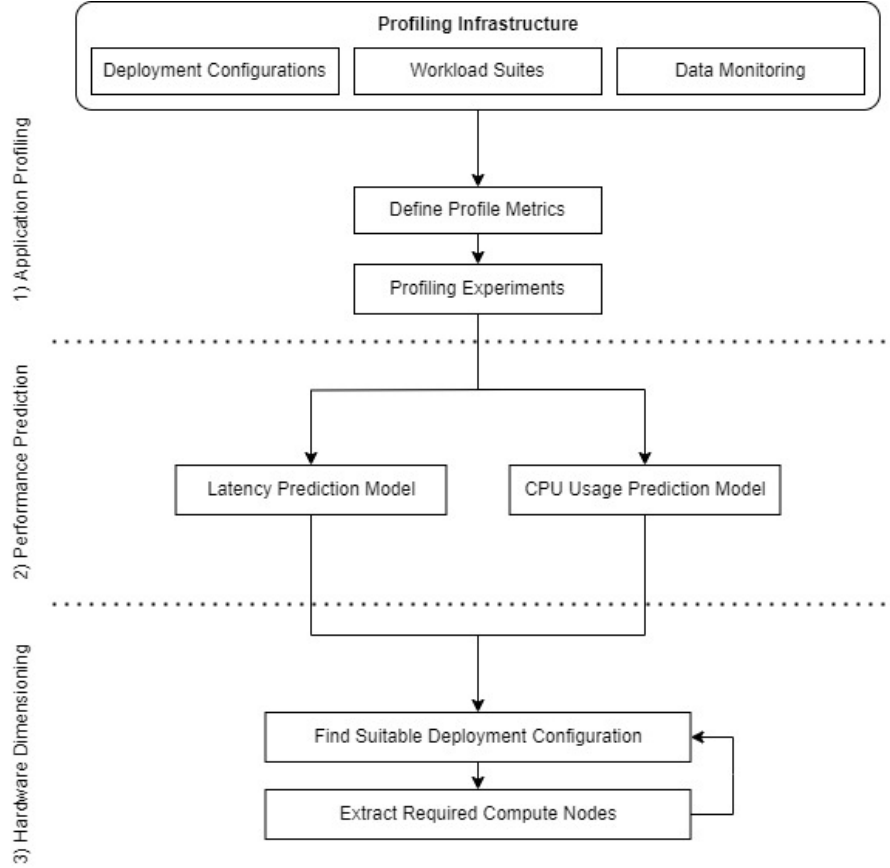 Profiling Infrastructure
Deployment Configurations
Workload Suites
Data Monitoring
1) Application Profiling
Define Profile Metrics
Profiling Experiments
2) Performance Prediction
Latency Prediction Model
CPU Usage Prediction Model
3) Hardware Dimensioning
Find Suitable Deployment Configuration
Extract Required Compute Nodes